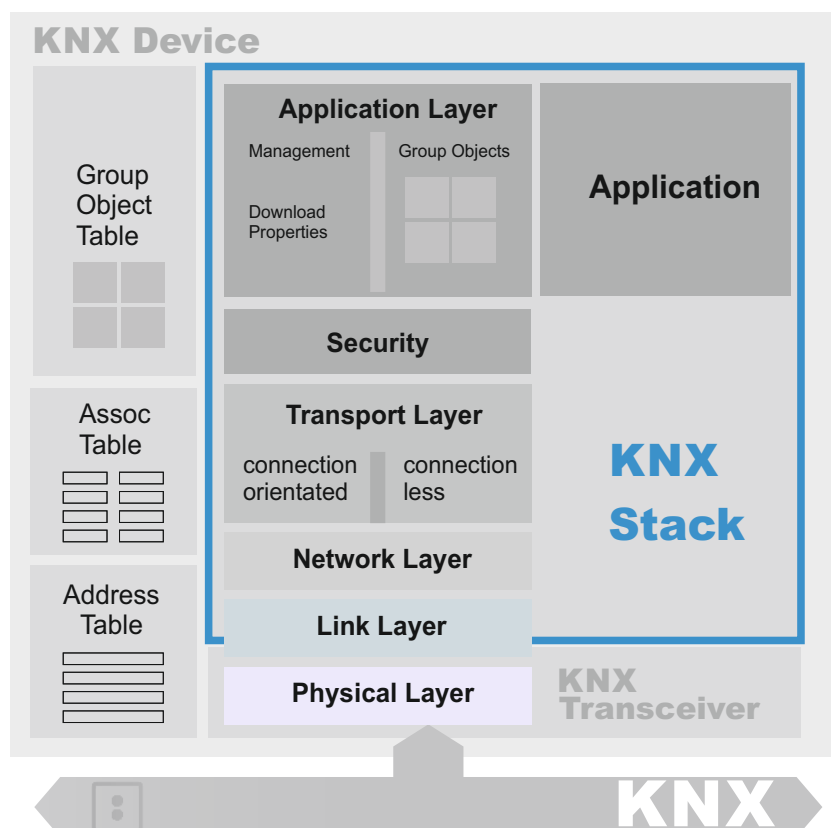 KNX Device
Group
Object
Table
Assoc
Table
Address
Table
Application Layer
Management
Group Objects
Download
Properties
Application
Security
Transport Layer
connection
orientated
connection
less
KNX
Stack
Network Layer
Link Layer
Physical Layer
KNX
Transceiver
KNX